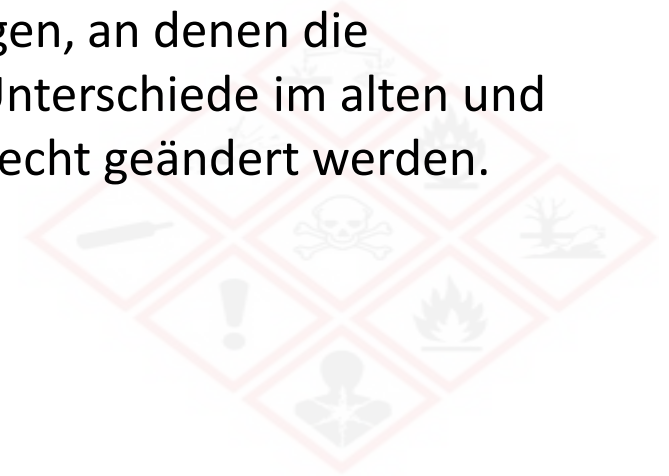 gen, an denen die
Unterschiede im alten und
echt geändert werden.